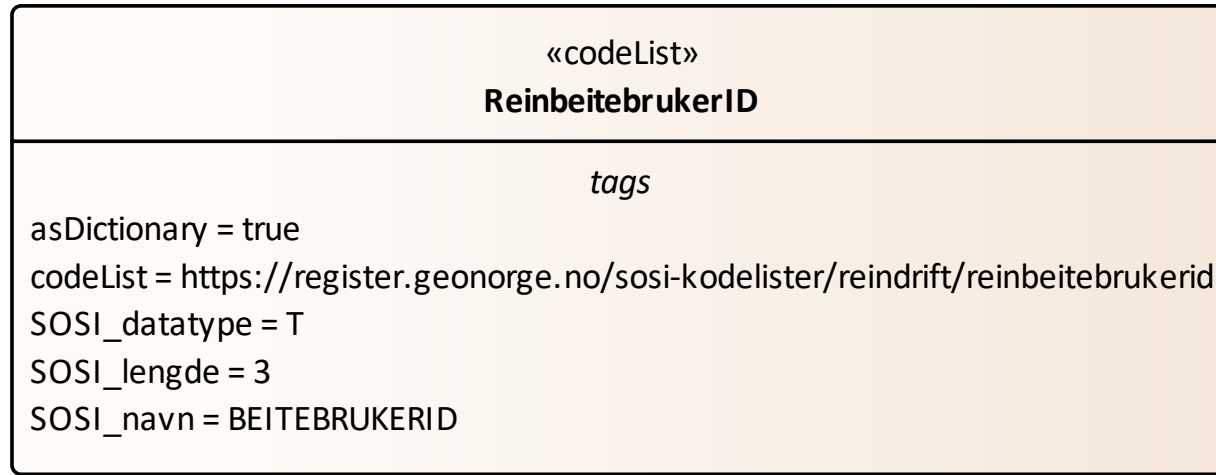 «codeList»
ReinbeitebrukerID
tags
asDictionary = true
codeList = https://register.geonorge.no/sosi-kodelister/reindrift/reinbeitebrukerid
SOSI_datatype = T
SOSI_lengde = 3
SOSI_navn = BEITEBRUKERID